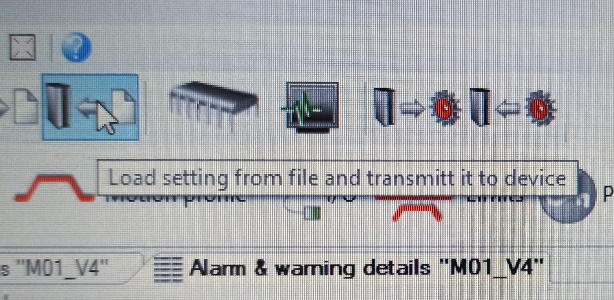 Load setting from file and transmitt it to device
Motion profile
I/O
Limits
P
s "M01_V4"
Alarm & warning details "M01_V4"